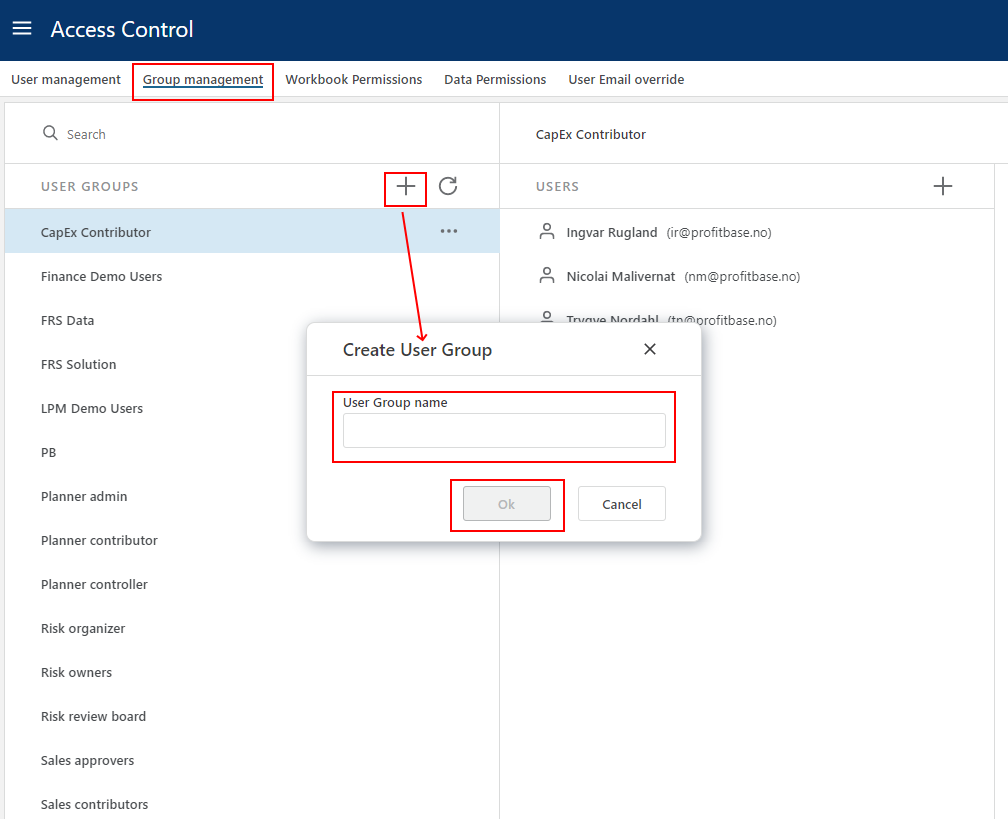 Access Control
User management
Group management
Workbook Permissions
Data Permissions
User Email override
Search
CapEx Contributor
USER GROUPS
USERS
CapEx Contributor
Ingvar Rugland (ir@profitbase.no)
Finance Demo Users
Nicolai Malivernat (nm@profitbase.no)
FRS Data
Trygve Nordahl (tn@profitbase.no)
FRS Solution
LPM Demo Users
PB
Planner admin
Planner contributor
Planner controller
Risk organizer
Risk owners
Risk review board
Sales approvers
Sales contributors
Create User Group
User Group name
Ok
Cancel